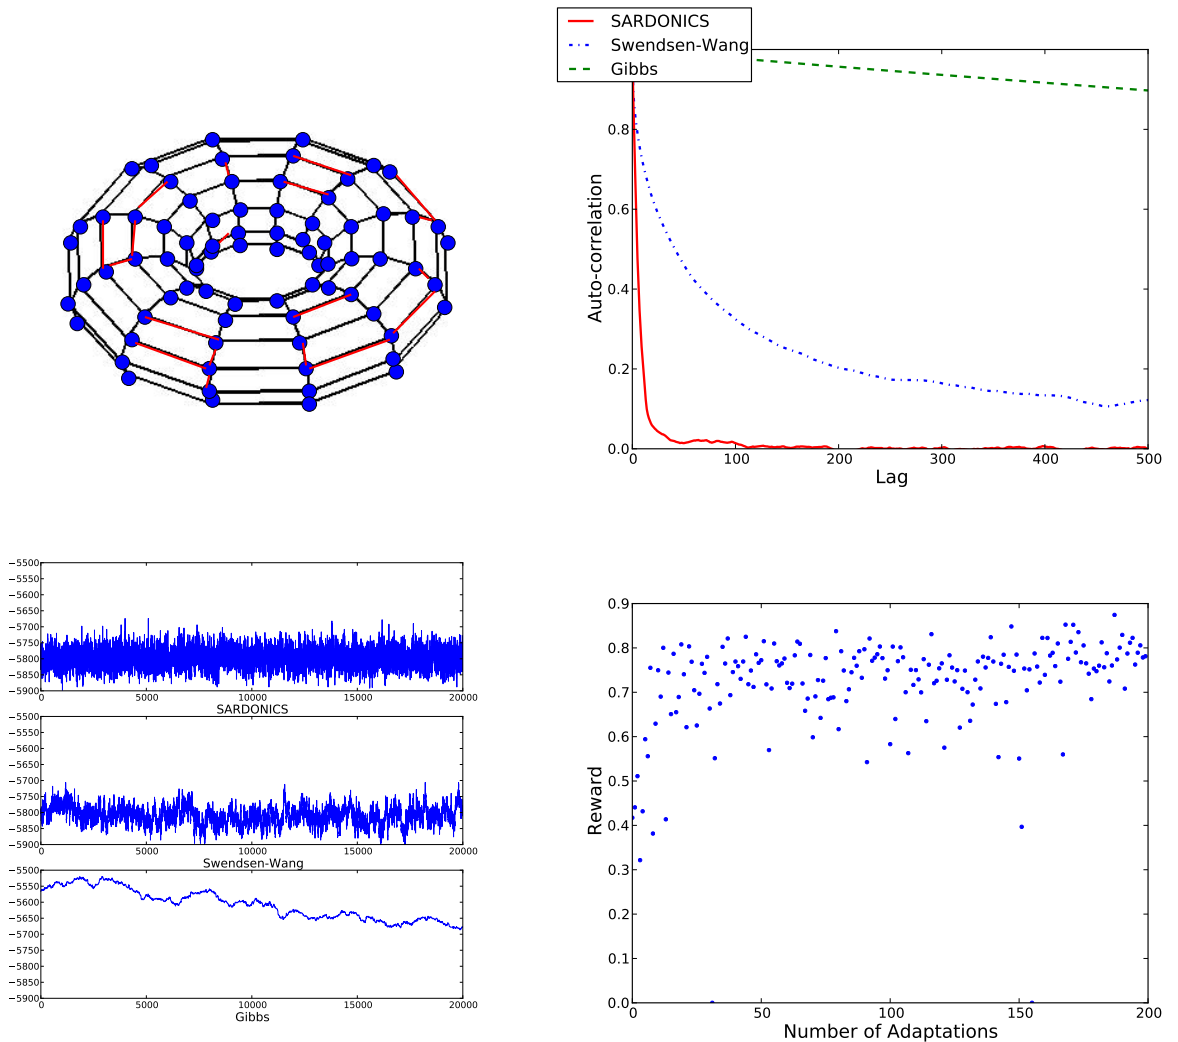 SARDONICS
Swendsen-Wang
Gibbs
0.8
0.6
0.4
0.2
0.0
Auto-correlation
0 100 200 300 400 500
Lag
−5500
−5550
−5600
−5650
−5700
−5750
−5800
−5850
−5900
0 5000 10000 15000 20000
SARDONICS
−5500
−5550
−5600
−5650
−5700
−5750
−5800
−5850
−5900
0 5000 10000 15000 20000
Swendsen-Wang
−5500
−5550
−5600
−5650
−5700
−5750
−5800
−5850
−5900
0 5000 10000 15000 20000
Gibbs
0.9
0.8
0.7
0.6
0.5
0.4
0.3
0.2
0.1
0.0
Reward
0 50 100 150 200
Number of Adaptations